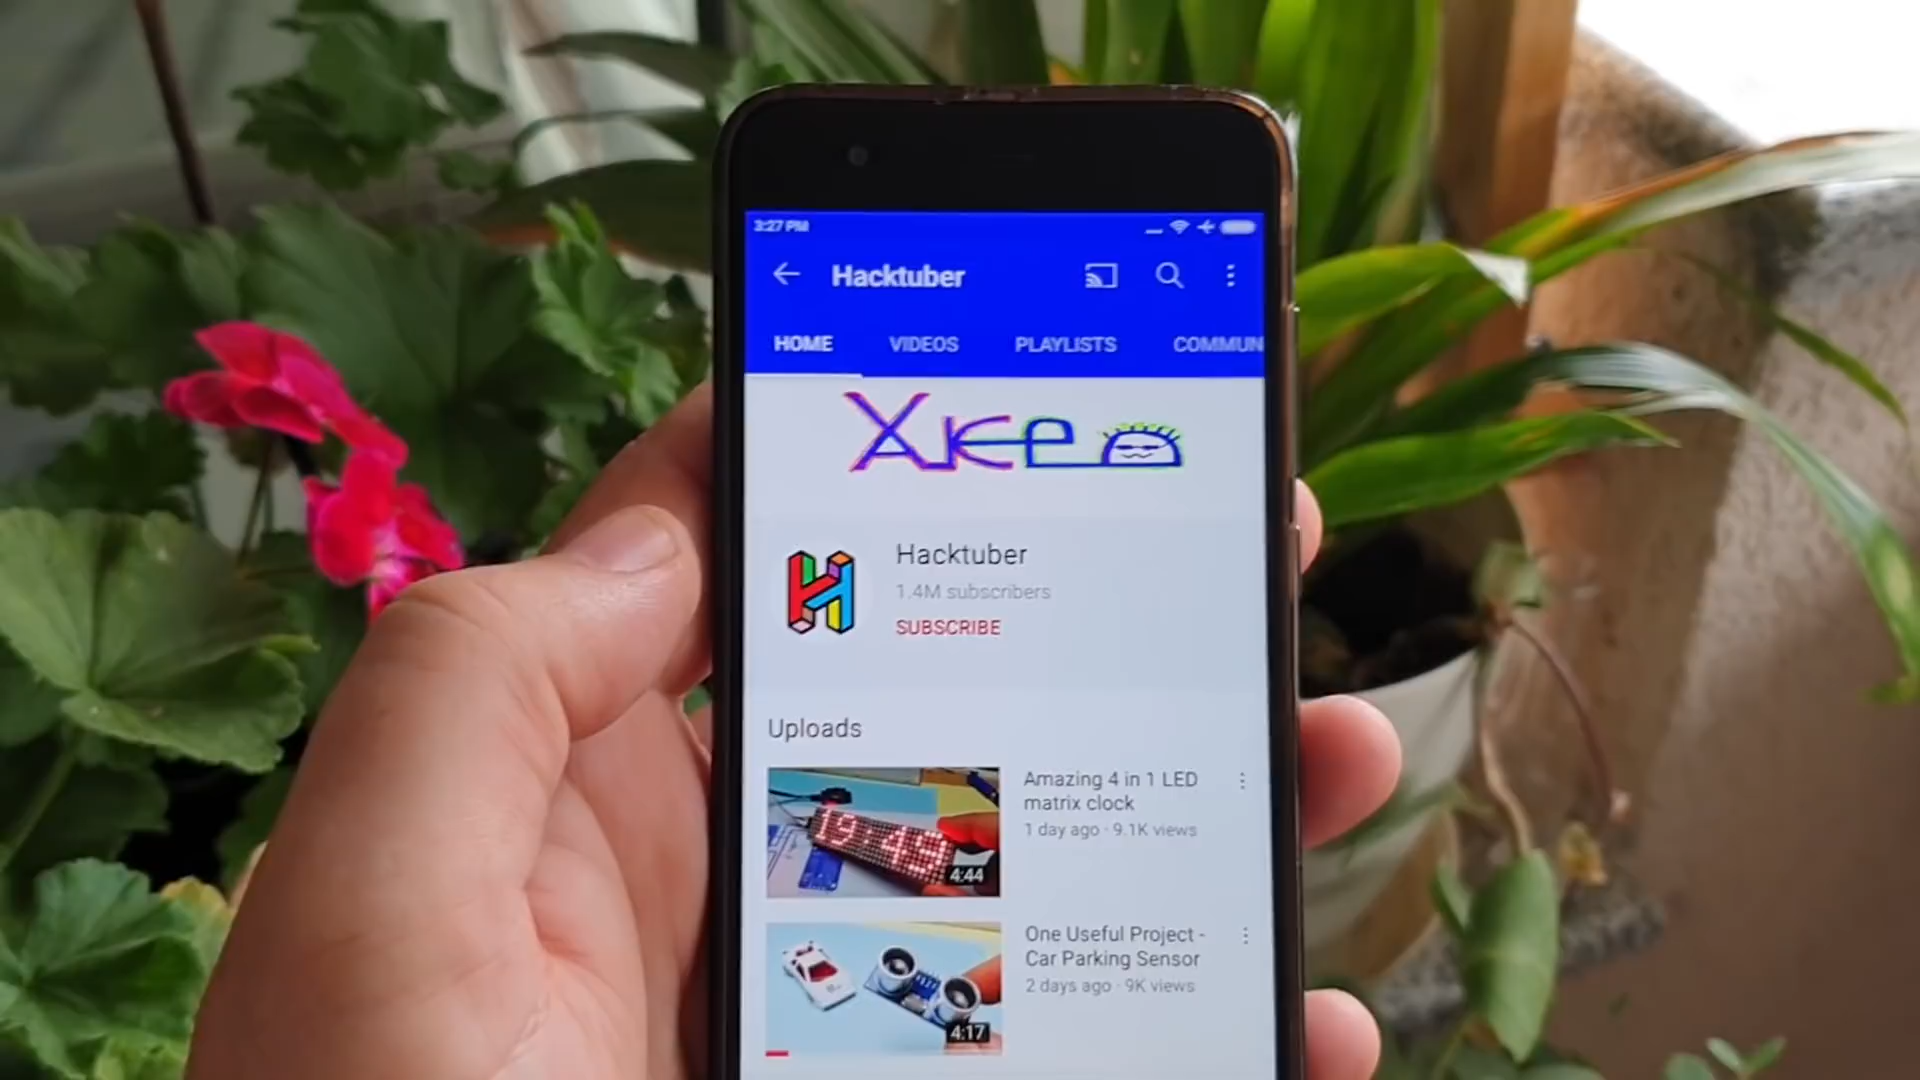 3:27 PM
Hacktuber
HOME VIDEOS PLAYLISTS COMMUN
Hacktuber
1.4M subscribers
SUBSCRIBE
Uploads
19:49
4:44
Amazing 4 in 1 LED
matrix clock
1 day ago · 9.1K views
4:17
One Useful Project -
Car Parking Sensor
2 days ago · 9K views